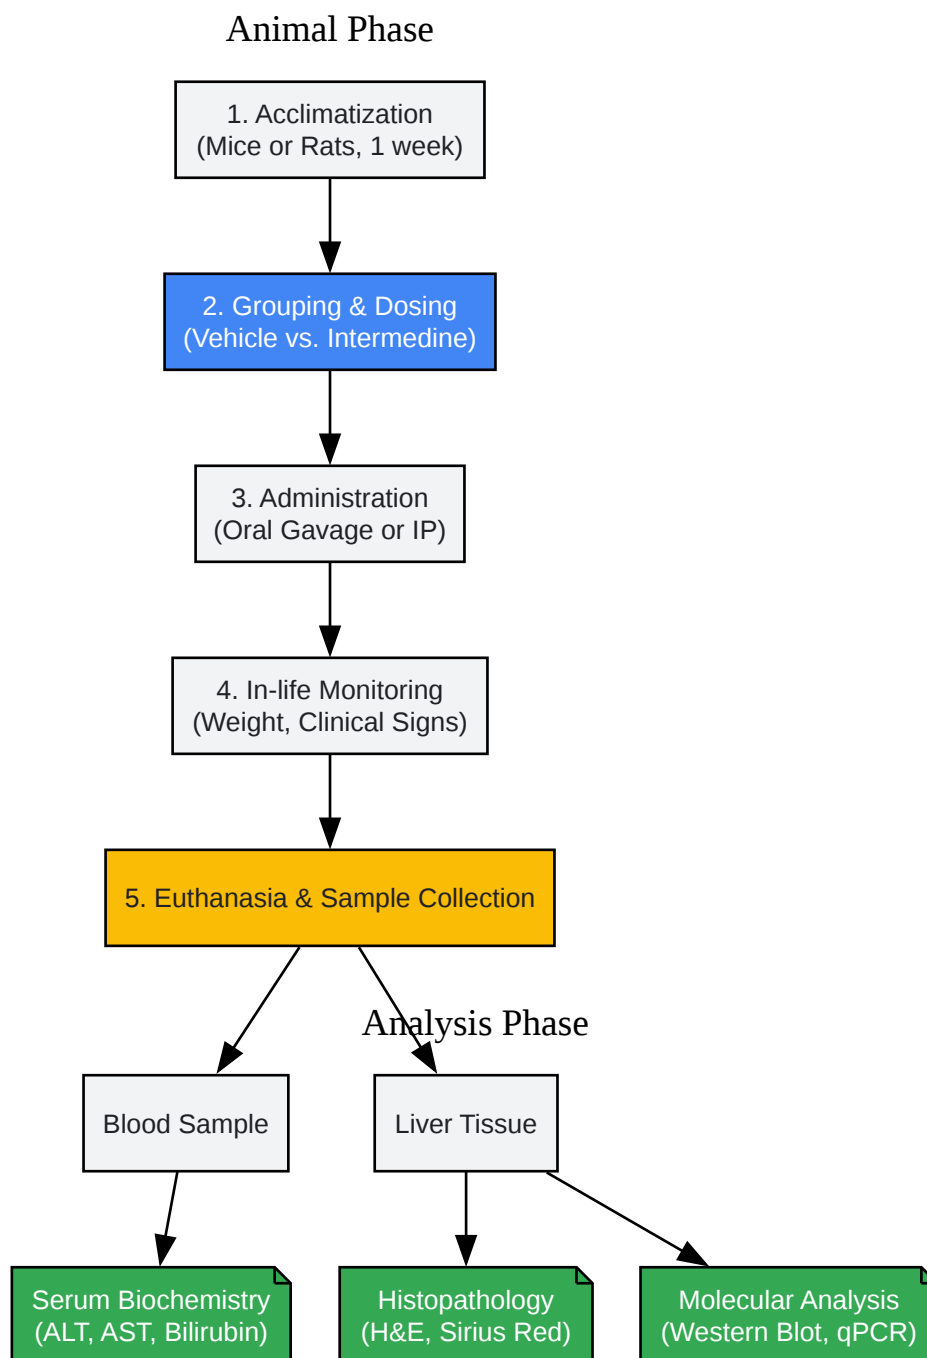 Animal Phase
1. Acclimatization
(Mice or Rats, 1 week)
2. Grouping & Dosing
(Vehicle vs. Intermedine)
3. Administration
(Oral Gavage or IP)
4. In-life Monitoring
(Weight, Clinical Signs)
5. Euthanasia & Sample Collection
Analysis Phase
Blood Sample
Liver Tissue
Serum Biochemistry
(ALT, AST, Bilirubin)
Histopathology
(H&E, Sirius Red)
Molecular Analysis
(Western Blot, qPCR)